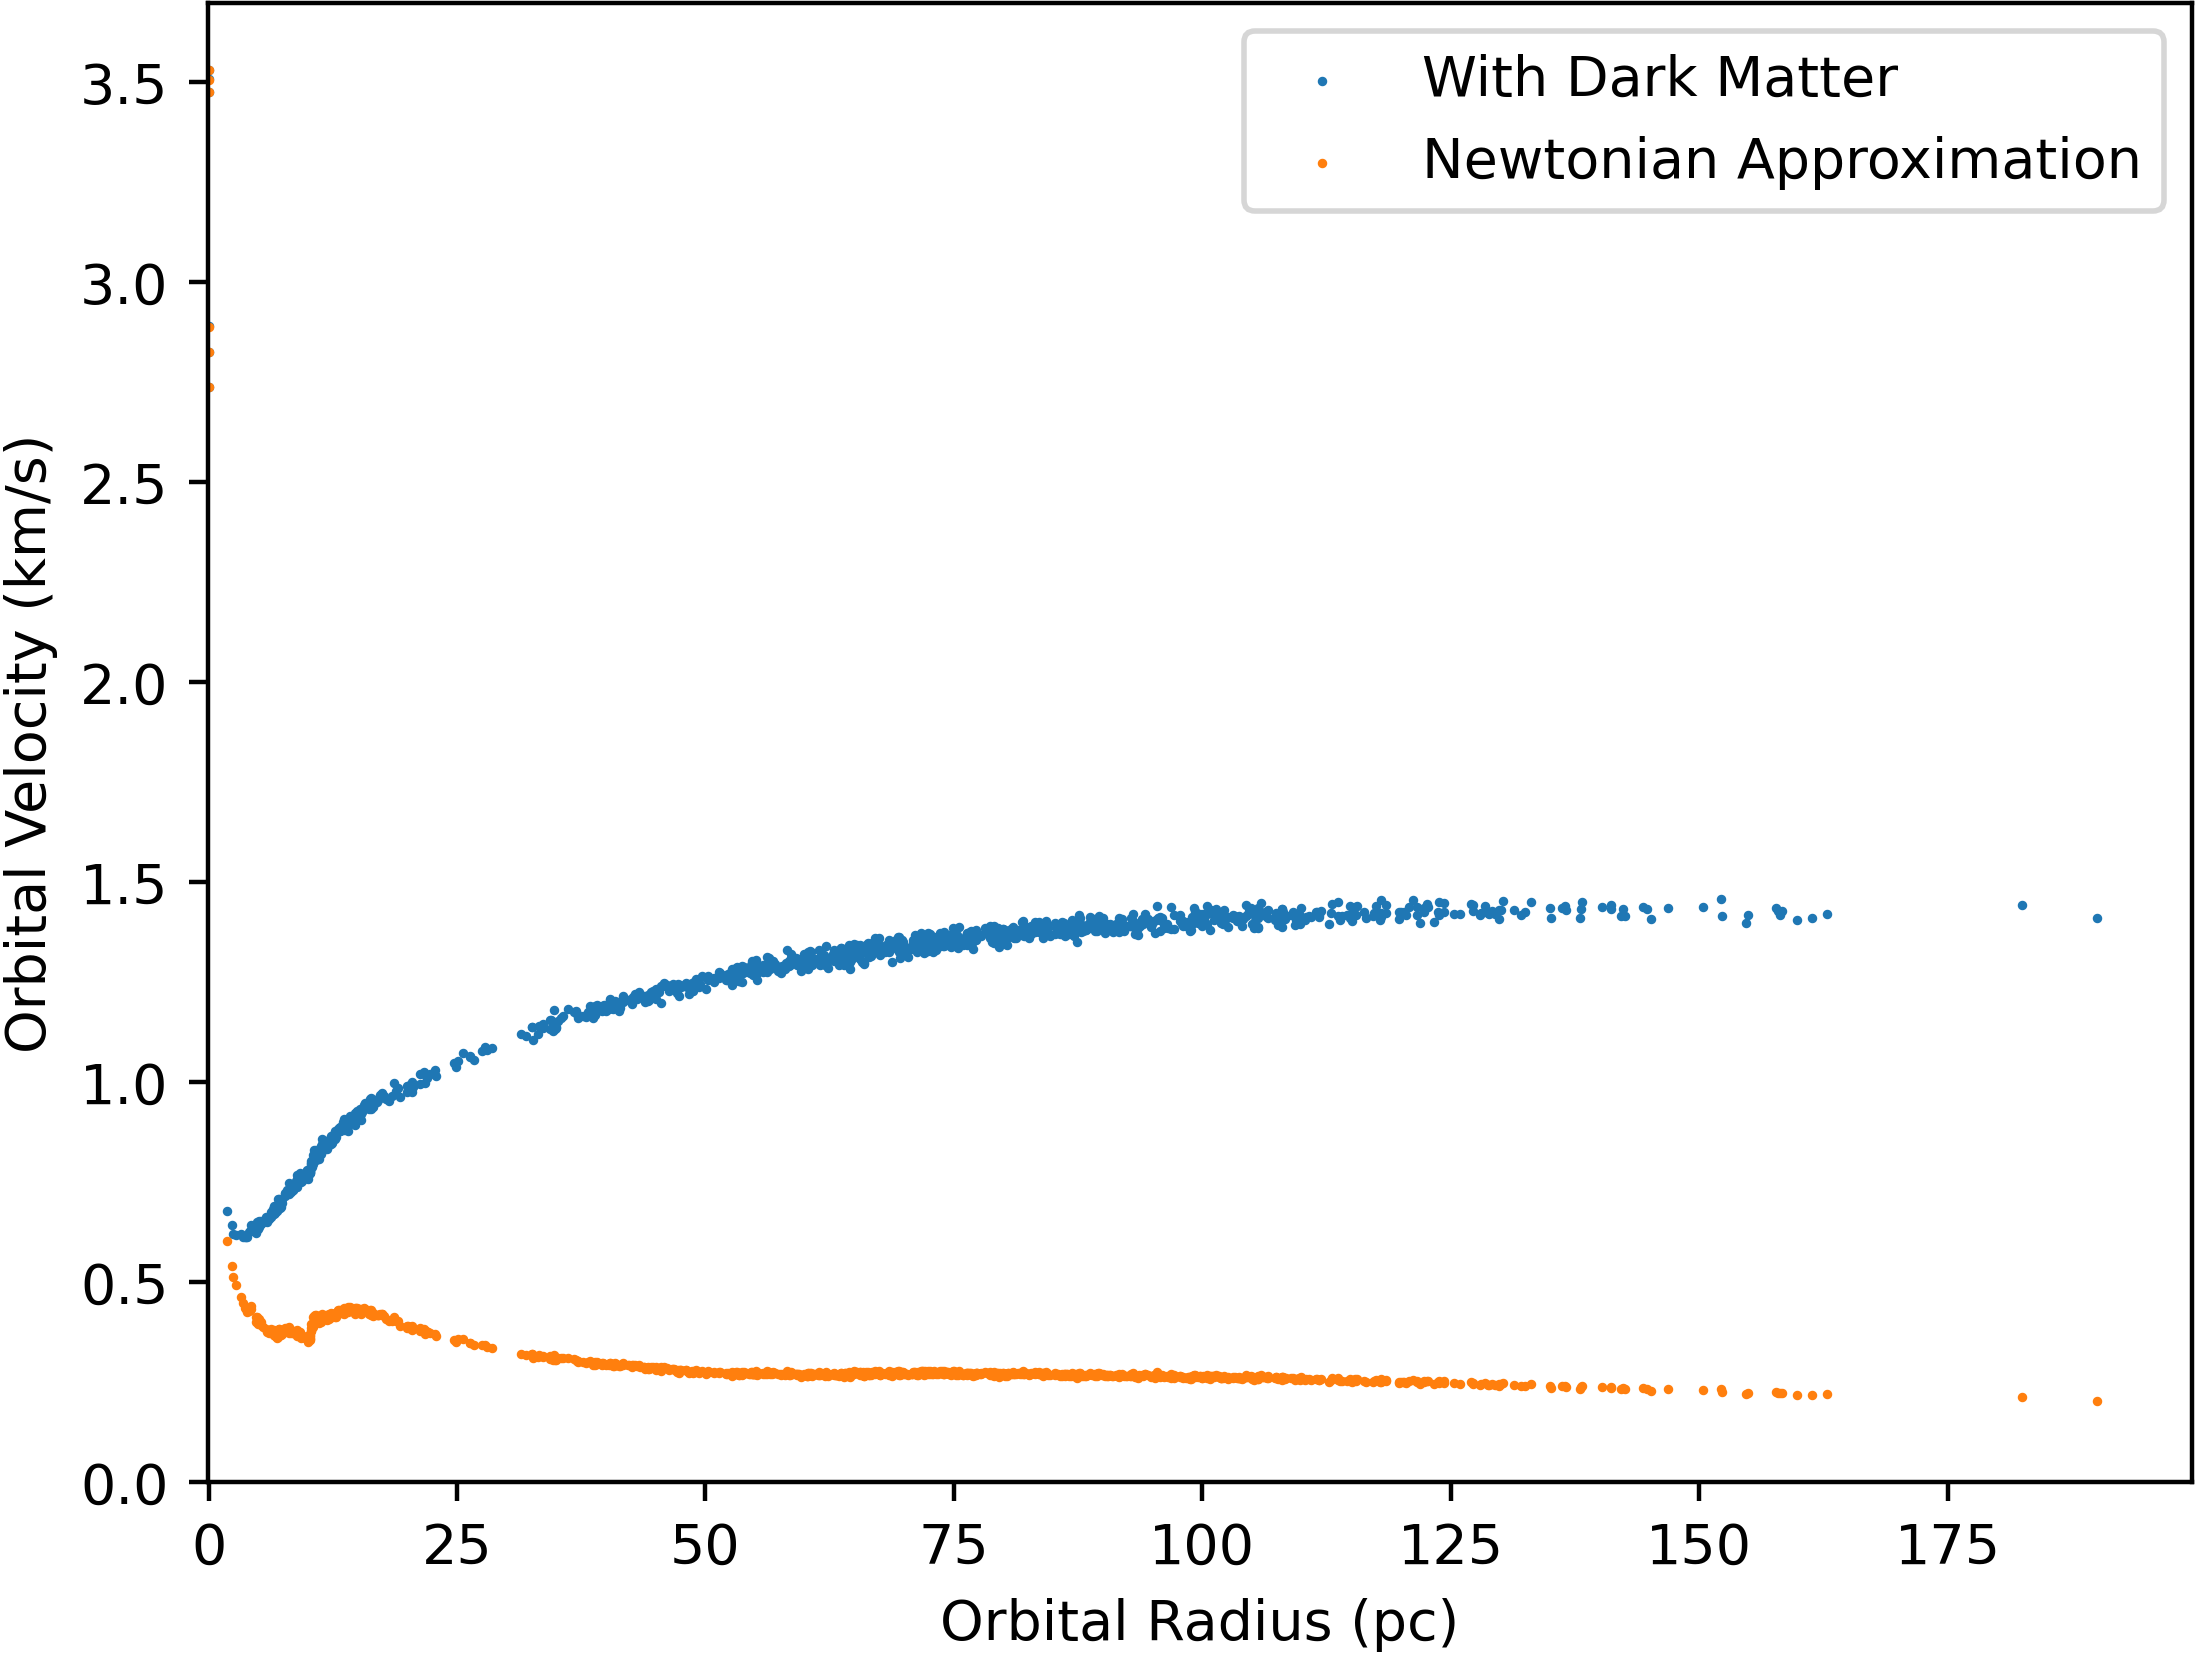 With Dark Matter
Newtonian Approximation
Orbital Velocity (km/s)
3.5
3.0
2.5
2.0
1.5
1.0
0.5
0.0
0 25 50 75 100 125 150 175
Orbital Radius (pc)